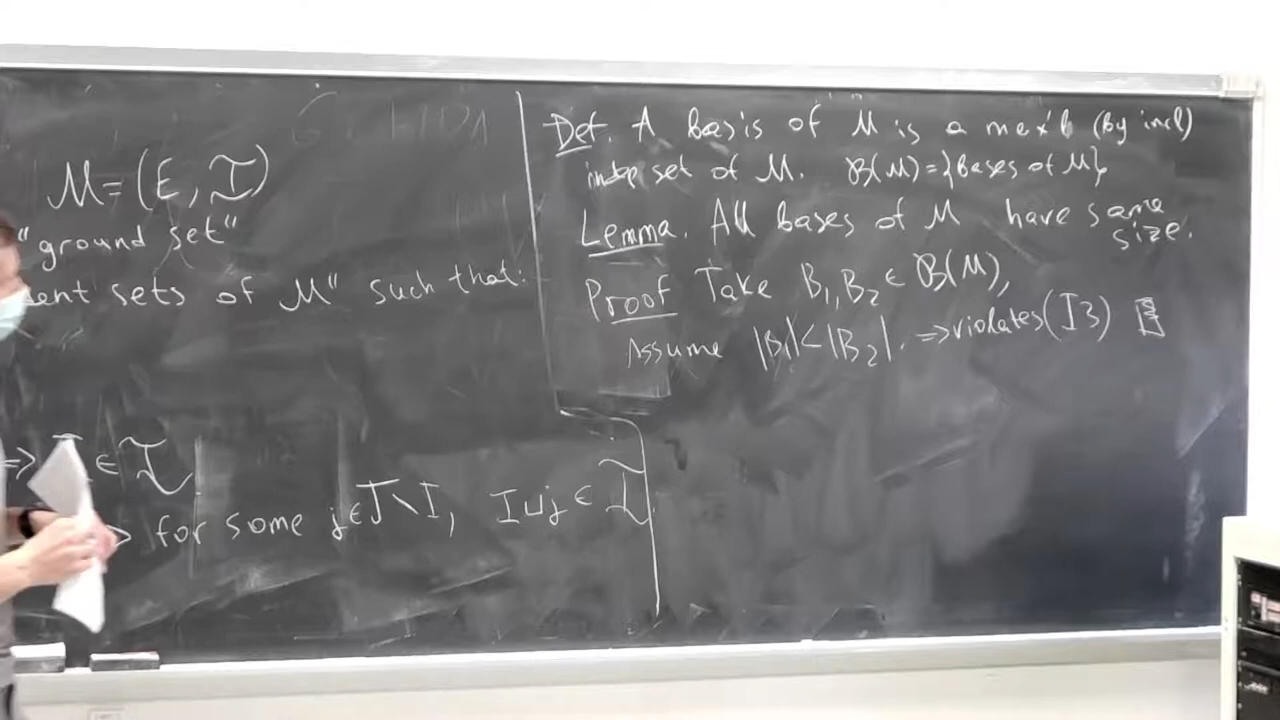 M = (E, I)
"ground set"
ent sets of M" such that:
=> I ∈ I
=> for some j∈J\I, I⊔j ∈ I
Def. A basis of M is a max'l (by incl)
indep set of M. B(M)={bases of M}
Lemma. All bases of M have same
size.
Proof Take B₁,B₂ ∈ B(M),
Assume |B₁|<|B₂|. ⇒violates(I3)